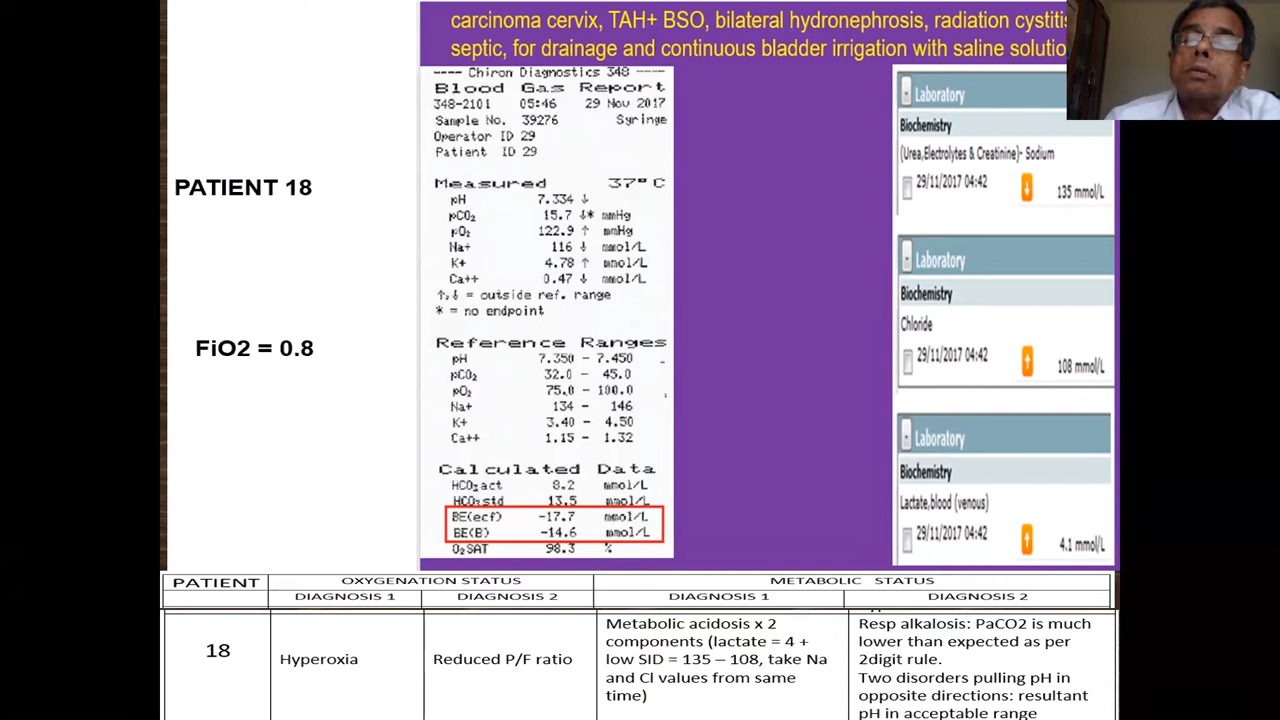 carcinoma cervix, TAH+ BSO, bilateral hydronephrosis, radiation
septic, for drainage and continuous bladder irrigation with saline
---- Chiron Diagnostics 348 ----
Blood Gas Report
348-2101 05:46 29 Nov 2017
Sample No. 39276 Syringe
Operator ID 29
Patient ID 29
Measured 37°C
pH 7.334 ↓
pCO2 15.7 ↓* mmHg
pO2 122.9 ↑ mmHg
Na+ 116 ↓ mmol/L
K+ 4.78 ↑ mmol/L
Ca++ 0.47 ↓ mmol/L
↑,↓ = outside ref. range
* = no endpoint
Reference Ranges
pH 7.350 - 7.450
pCO2 32.0 - 45.0
pO2 75.0 - 100.0
Na+ 134 - 146
K+ 3.40 - 4.50
Ca++ 1.15 - 1.32
Calculated Data
HCO3act 8.2 mmol/L
HCO3std 13.5 mmol/L
BE(ecf) -17.7 mmol/L
BE(B) -14.6 mmol/L
O2SAT 98.3 %
PATIENT 18
FiO2 = 0.8
Laboratory
Biochemistry
(Urea,Electrolytes & Creatinine)- Sodium
29/11/2017 04:42 ↓ 135 mmol/L
Laboratory
Biochemistry
Chloride
29/11/2017 04:42 ↑ 108 mmol/L
Laboratory
Biochemistry
Lactate,blood (venous)
29/11/2017 04:42 ↑ 4.1 mmol/L
PATIENT OXYGENATION STATUS METABOLIC STATUS
DIAGNOSIS 1 DIAGNOSIS 2 DIAGNOSIS 1 DIAGNOSIS 2
18
Hyperoxia
Reduced P/F ratio
Metabolic acidosis x 2
components (lactate = 4 +
low SID = 135 – 108, take Na
and Cl values from same
time)
Resp alkalosis: PaCO2 is much
lower than expected as per
2digit rule.
Two disorders pulling pH in
opposite directions: resultant
pH in acceptable range